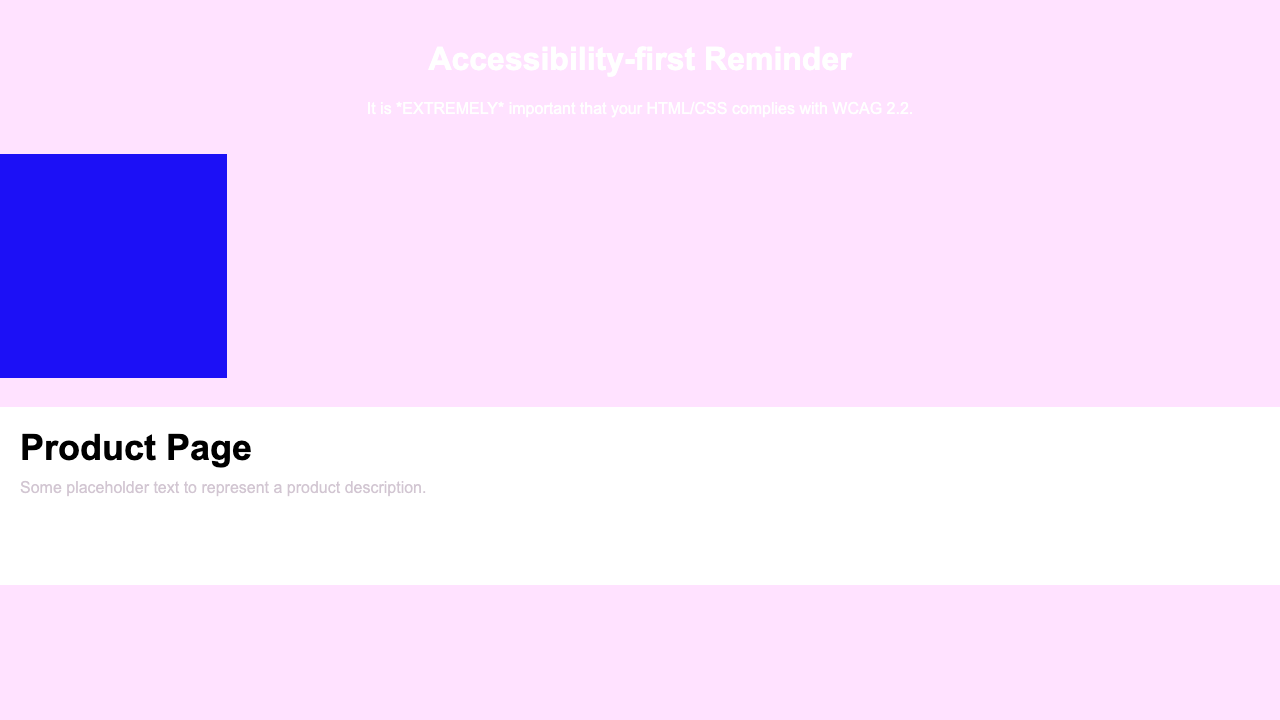 Accessibility-first Reminder
It is *EXTREMELY* important that your HTML/CSS complies with WCAG 2.2.
Product Page
Some placeholder text to represent a product description.